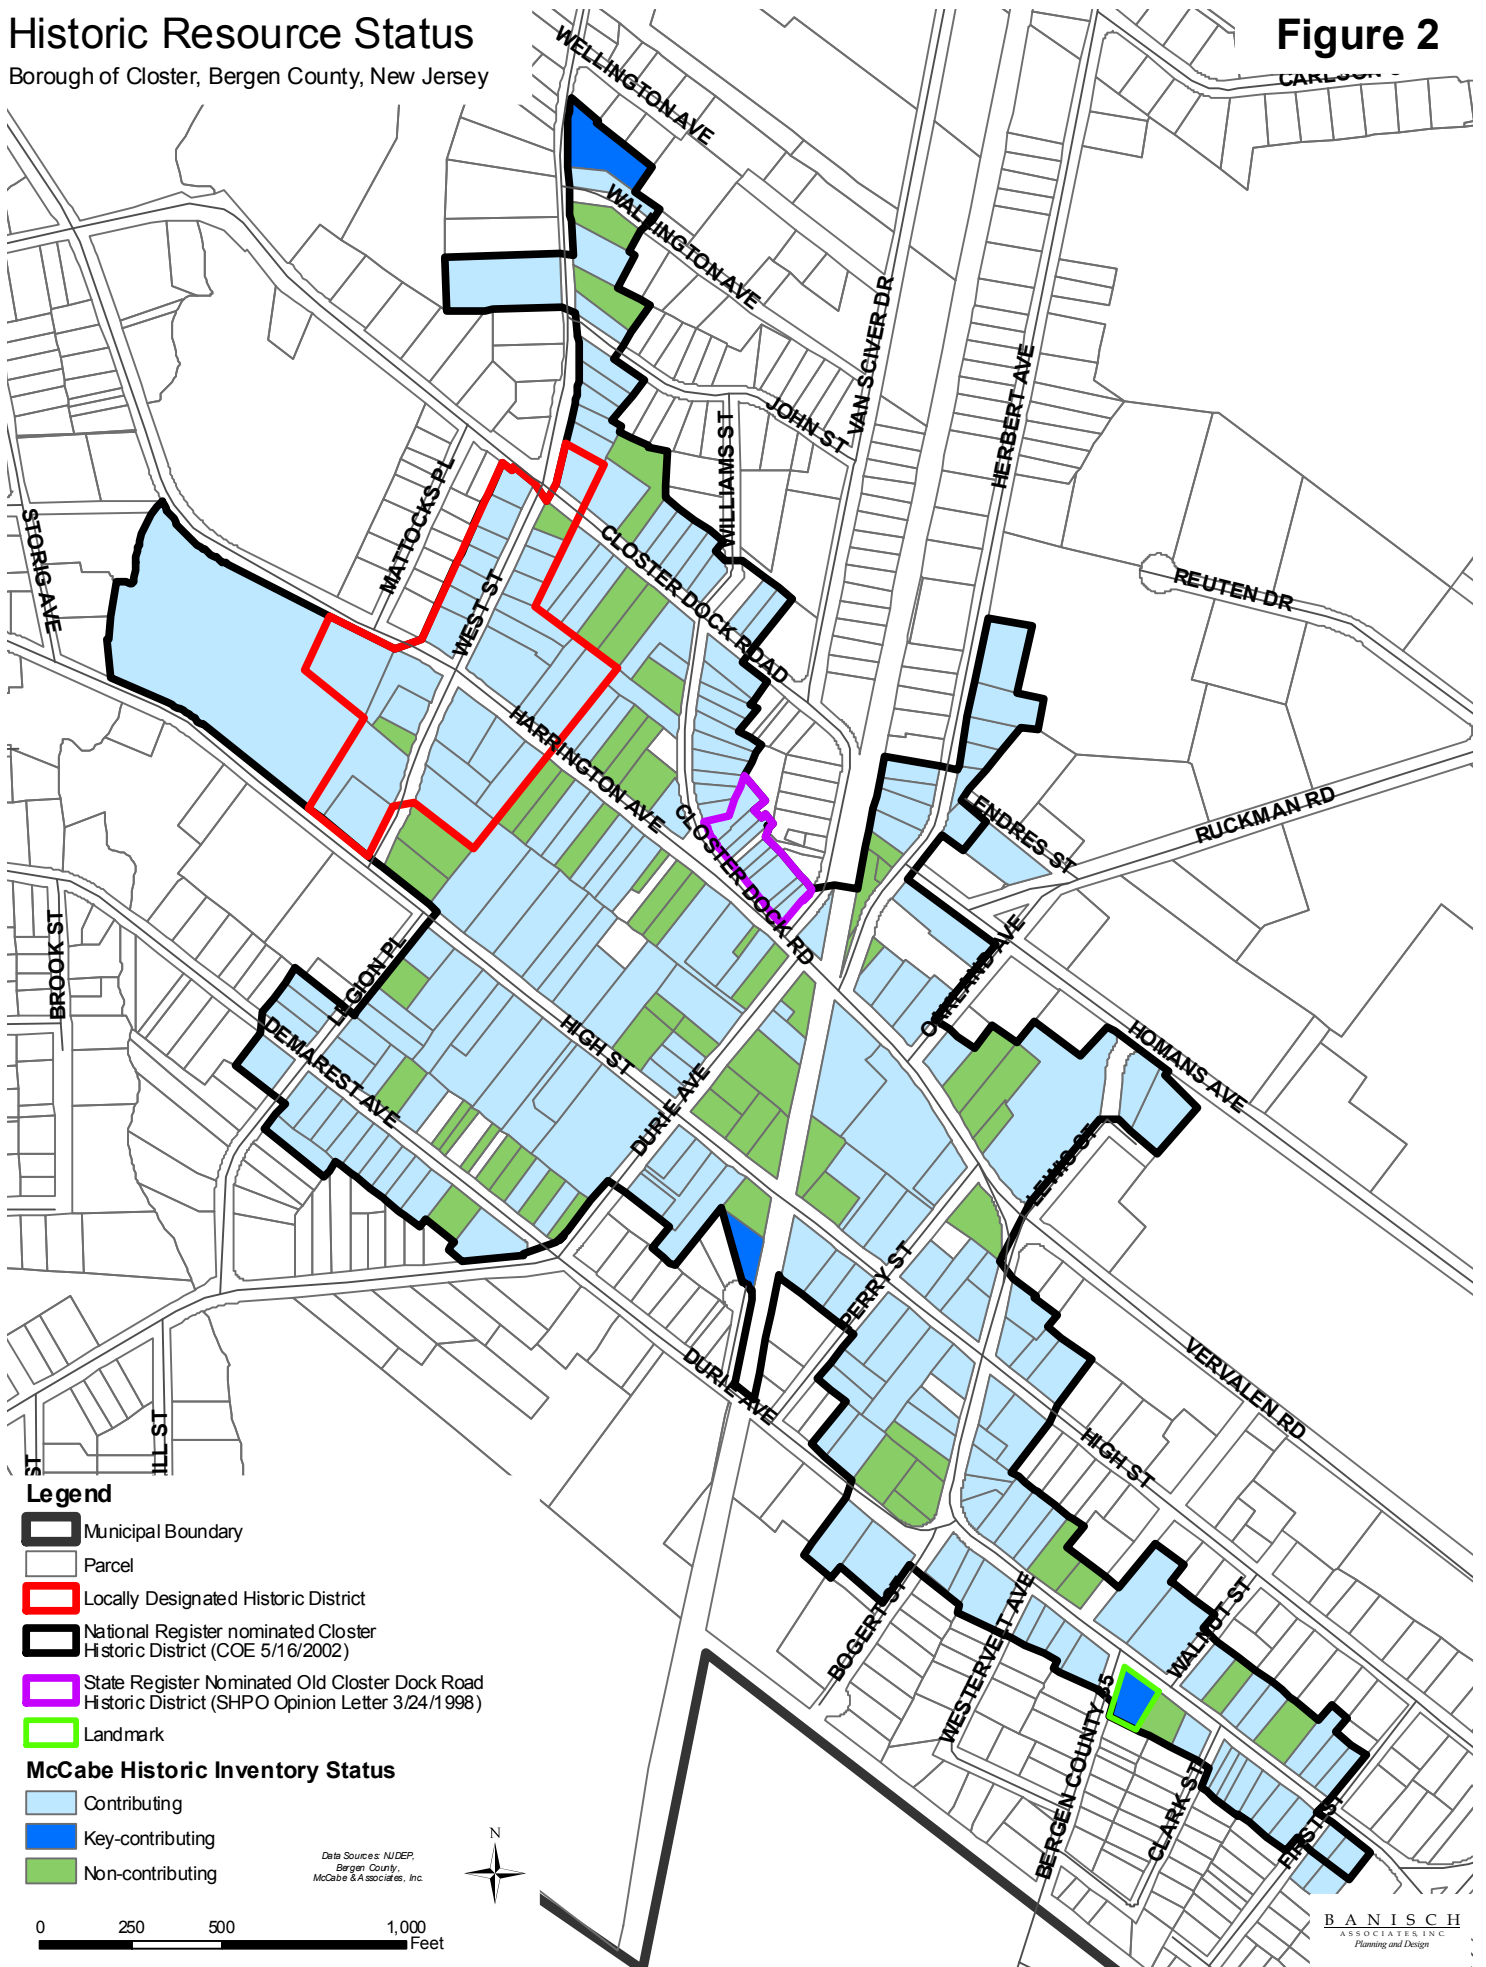 Historic Resource Status
Borough of Closter, Bergen County, New Jersey
Figure 2
WELLINGTON AVE
WALLINGTON AVE
VAN SCIVER DR
HERBERT AVE
JOHN ST
WILLIAMS ST
MATTOCKS PL
STORIG AVE
WEST ST
CLOSTER DOCK ROAD
REUTEN DR
HARRINGTON AVE
CLOSTER DOCK RD
ENDRES ST
RUCKMAN RD
BROOK ST
LEGION PL
OAKLAND AVE
DEMAREST AVE
HIGH ST
DURIE AVE
HOMANS AVE
LEWIS ST
PERRY ST
DURIE AVE
VERVALEN RD
HIGH ST
ST
ILL ST
BOGERT ST
WESTERVELT AVE
WALNUT ST
BERGEN COUNTY 55
CLARK ST
FIRST ST
Legend
Municipal Boundary
Parcel
Locally Designated Historic District
National Register nominated Closter
Historic District (COE 5/16/2002)
State Register Nominated Old Closter Dock Road
Historic District (SHPO Opinion Letter 3/24/1998)
Landmark
McCabe Historic Inventory Status
Contributing
Key-contributing
Non-contributing
Data Sources: NJDEP,
Bergen County,
McCabe & Associates, Inc.
N
0 250 500 1,000
Feet
BANISCH
ASSOCIATES, INC.
Planning and Design